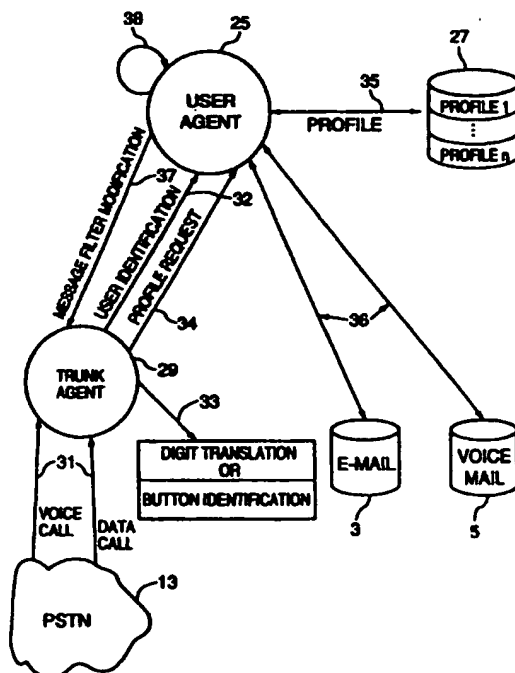 38
25
27
USER
AGENT
35
PROFILE
PROFILE 1
PROFILE n
MESSAGE FILTER MODIFICATION
37
USER IDENTIFICATION
32
PROFILE REQUEST
34
36
TRUNK
AGENT
29
33
31
DIGIT TRANSLATION
OR
BUTTON IDENTIFICATION
E-MAIL
VOICE
MAIL
3
5
VOICE
CALL
DATA
CALL
13
PSTN